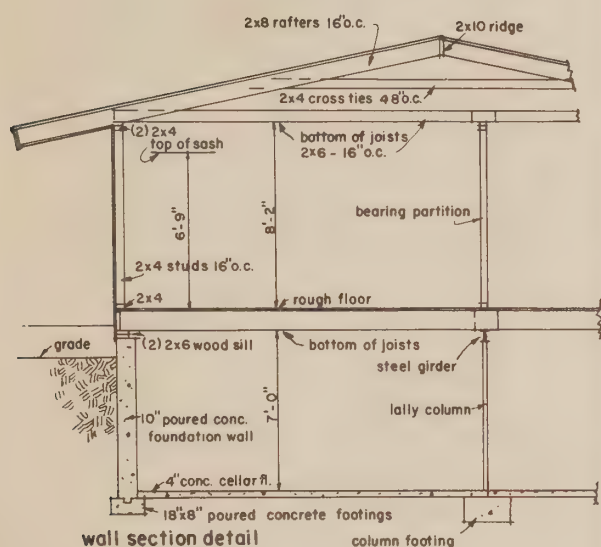 2x8 rafters 16"o.c.
2x10 ridge
2x4 cross ties 48"o.c.
(2) 2x4
top of sash
bottom of joists
2x6 - 16"o.c.
6'-9"
8'-2"
bearing partition
2x4 studs 16"o.c.
2x4
rough floor
grade
(2) 2x6 wood sill
bottom of joists
steel girder
10" poured conc.
foundation wall
7'-0"
lally column
4" conc. cellar fl.
18"x8" poured concrete footings
wall section detail
column footing